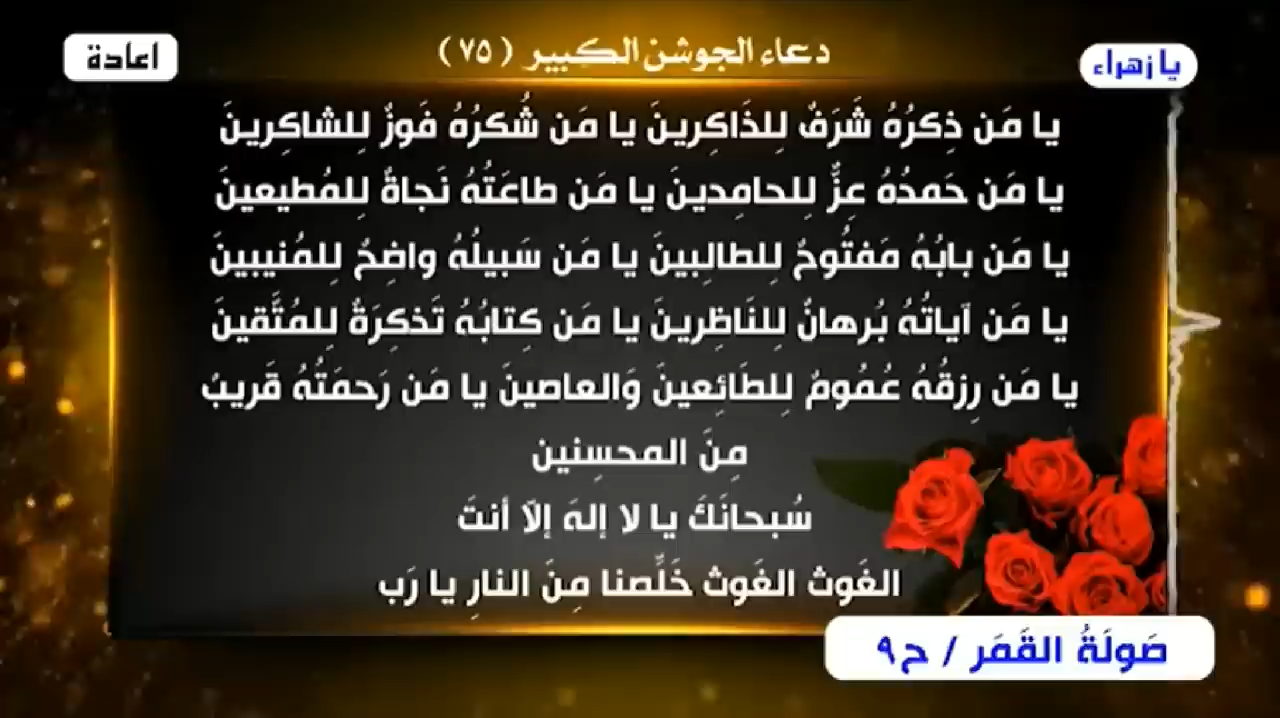 اعادة
دعاء الجوشن الكبير (٧٥)
يا زهراء
يا مَن ذِكرُهُ شَرَفٌ لِلذَاكِرينَ يا مَن شُكرُهُ فَوزٌ لِلشاكِرينَ
يا مَن حَمدُهُ عِزٌّ لِلحامِدينَ يا مَن طاعَتُهُ نَجاةٌ لِلمُطيعينَ
يا مَن بابُهُ مَفتُوحٌ لِلطالِبينَ يا مَن سَبيلُهُ واضِحٌ لِلمُنيبينَ
يا مَن آياتُهُ بُرهانٌ لِلنَاظِرينَ يا مَن كِتابُهُ تَذكِرَةٌ لِلمُتَّقينَ
يا مَن رِزقُهُ عُمُومٌ لِلطَائِعينَ وَالعاصينَ يا مَن رَحمَتُهُ قَريبٌ
مِنَ المحسِنين
سُبحانَكَ يا لا إلهَ إلاّ أنتَ
الغَوث الغَوث خَلِّصنا مِنَ النارِ يا رَب
صَولَةُ القَمَر / ح٩